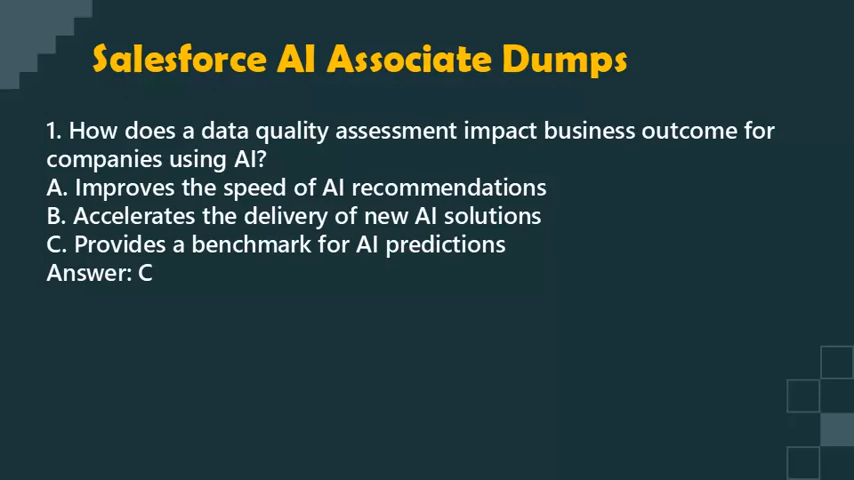 Salesforce AI Associate Dumps
1. How does a data quality assessment impact business outcome for
companies using AI?
A. Improves the speed of AI recommendations
B. Accelerates the delivery of new AI solutions
C. Provides a benchmark for AI predictions
Answer: C